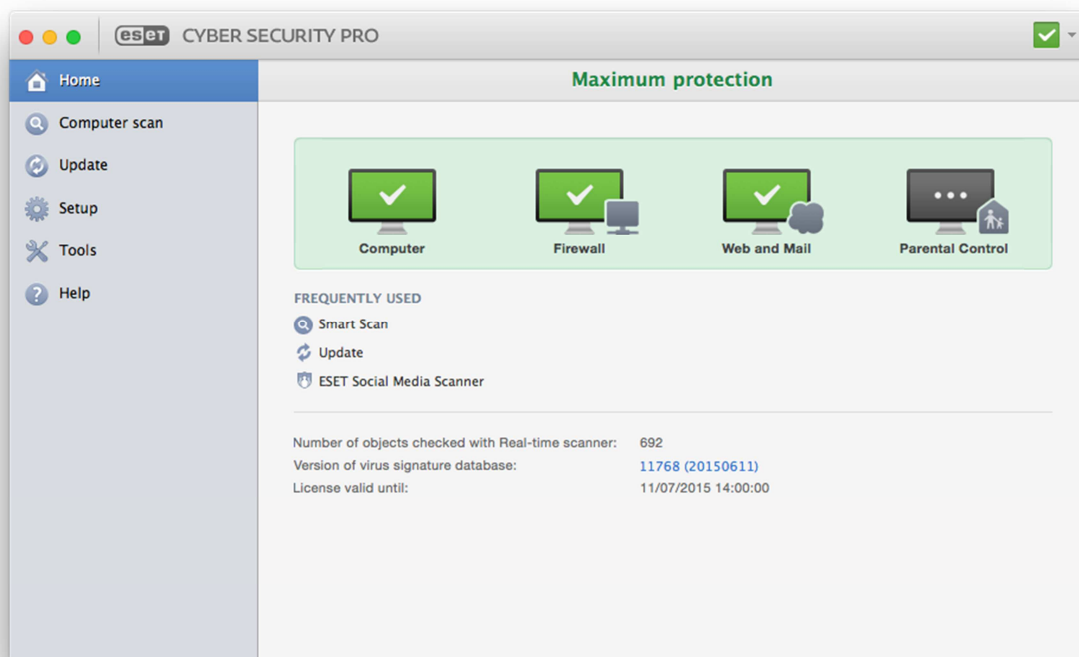 eset CYBER SECURITY PRO
Home
Maximum protection
Computer scan
Update
Setup
Tools
Help
Computer
Firewall
Web and Mail
Parental Control
FREQUENTLY USED
Smart Scan
Update
ESET Social Media Scanner
Number of objects checked with Real-time scanner: 692
Version of virus signature database: 11768 (20150611)
License valid until: 11/07/2015 14:00:00